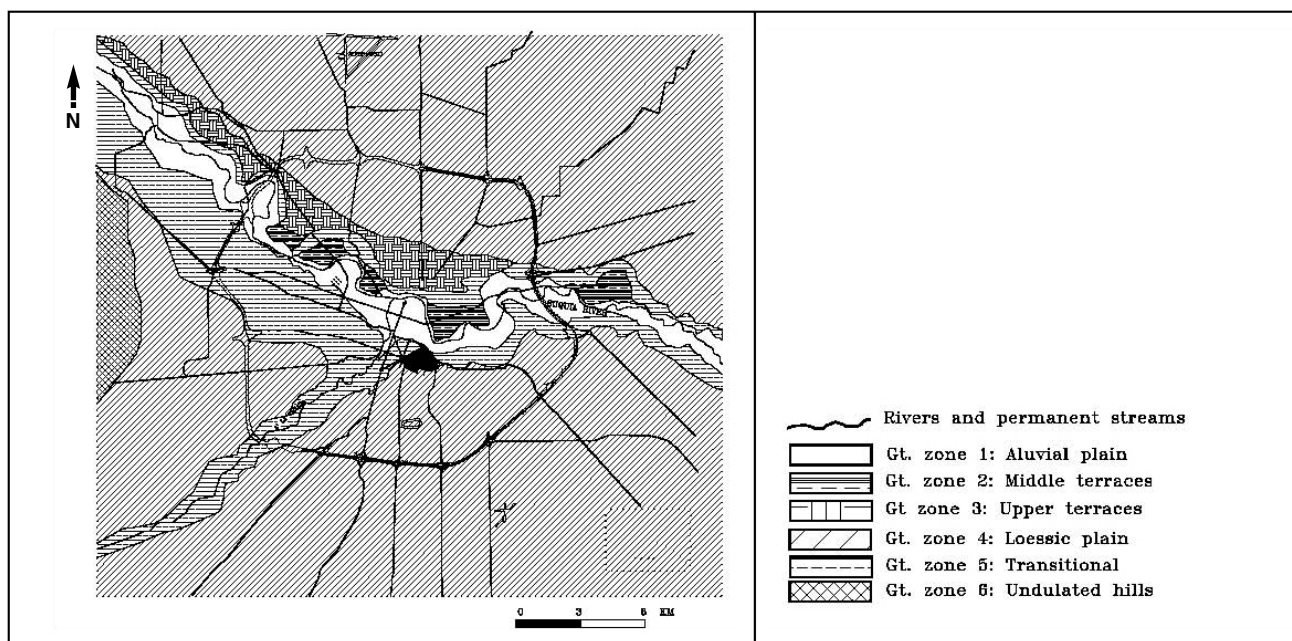 N
SUQUIA RIVER
0 3 6 KM
Rivers and permanent streams
Gt. zone 1: Aluvial plain
Gt. zone 2: Middle terraces
Gt zone 3: Upper terraces
Gt. zone 4: Loessic plain
Gt. zone 5: Transitional
Gt. zone 6: Undulated hills